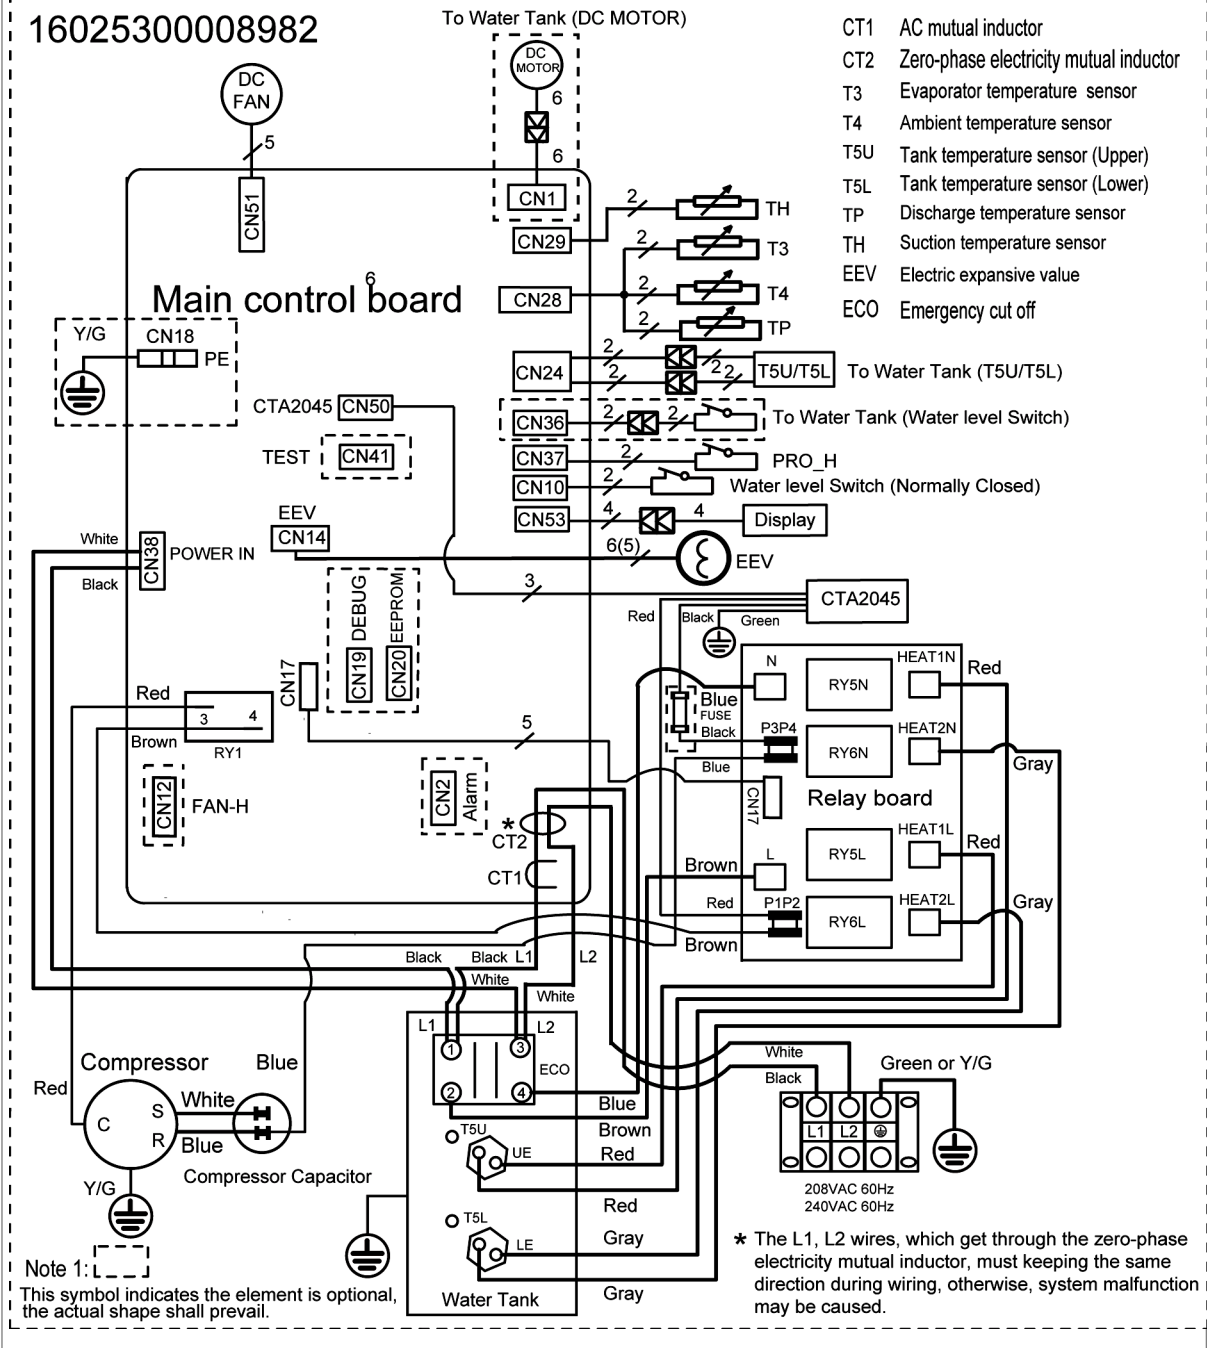 16025300008982
To Water Tank (DC MOTOR)
DC
MOTOR
6
6
CN1
DC
FAN
5
CN51
CT1 AC mutual inductor
CT2 Zero-phase electricity mutual inductor
T3 Evaporator temperature sensor
T4 Ambient temperature sensor
T5U Tank temperature sensor (Upper)
T5L Tank temperature sensor (Lower)
TP Discharge temperature sensor
TH Suction temperature sensor
EEV Electric expansive value
ECO Emergency cut off
CN29 2 TH
2 T3
CN28 2 T4
2 TP
6
Main control board
Y/G CN18 PE
CN24 2 2 2 2 T5U/T5L To Water Tank (T5U/T5L)
CTA2045 CN50
CN36 2 2 To Water Tank (Water level Switch)
TEST CN41
CN37 2 PRO_H
CN10 2 Water level Switch (Normally Closed)
CN53 4 4 Display
EEV
CN14 6(5) EEV
White
Black
CN38 POWER IN
3
CTA2045
Red Black Green
CN19 DEBUG
CN20 EEPROM
CN17
5
Red
Brown
3 4
RY1
CN12 FAN-H
CN2 Alarm
*
CT2
CT1
Blue
FUSE
Black
Blue
N RY5N HEAT1N Red
P3P4 RY6N HEAT2N Gray
CN17
Relay board
Brown L RY5L HEAT1L Red
Red P1P2 RY6L HEAT2L Gray
Brown
Black Black L1 L2
White
White
L1 L2
1 3
2 4
ECO
Blue
Brown
T5U UE Red
Red
T5L LE Gray
Gray
Water Tank
Compressor
Red
C S R
White
Blue
Blue
Compressor Capacitor
Y/G
White
Black
Green or Y/G
L1 L2
208VAC 60Hz
240VAC 60Hz
Note 1:
This symbol indicates the element is optional,
the actual shape shall prevail.
* The L1, L2 wires, which get through the zero-phase
electricity mutual inductor, must keeping the same
direction during wiring, otherwise, system malfunction
may be caused.